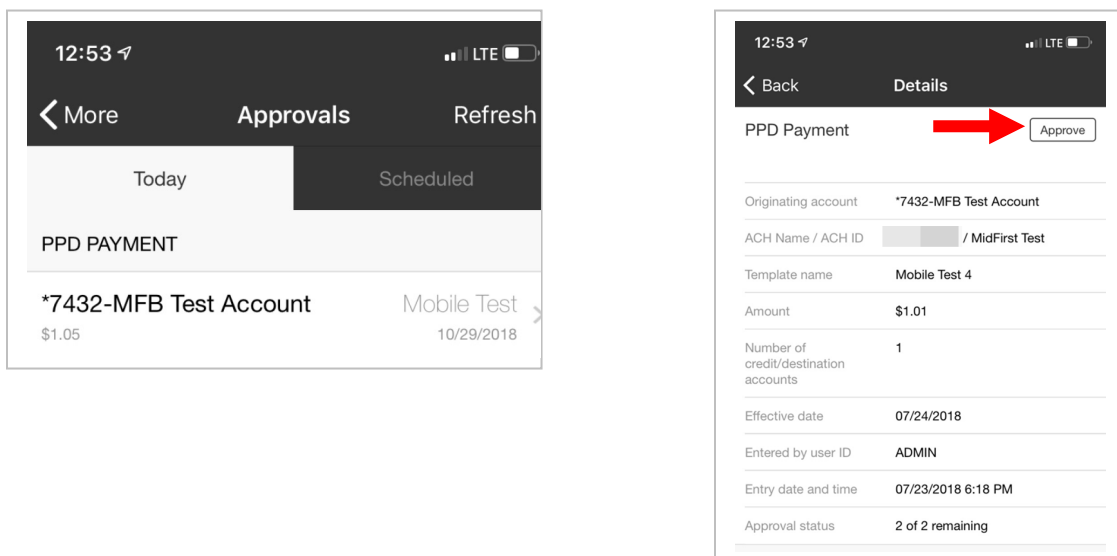 12:53 LTE
More Approvals Refresh
Today Scheduled
PPD PAYMENT
*7432-MFB Test Account Mobile Test
$1.05 10/29/2018
12:53 LTE
Back Details
PPD Payment Approve
Originating account *7432-MFB Test Account
ACH Name / ACH ID / MidFirst Test
Template name Mobile Test 4
Amount $1.01
Number of 1
credit/destination
accounts
Effective date 07/24/2018
Entered by user ID ADMIN
Entry date and time 07/23/2018 6:18 PM
Approval status 2 of 2 remaining